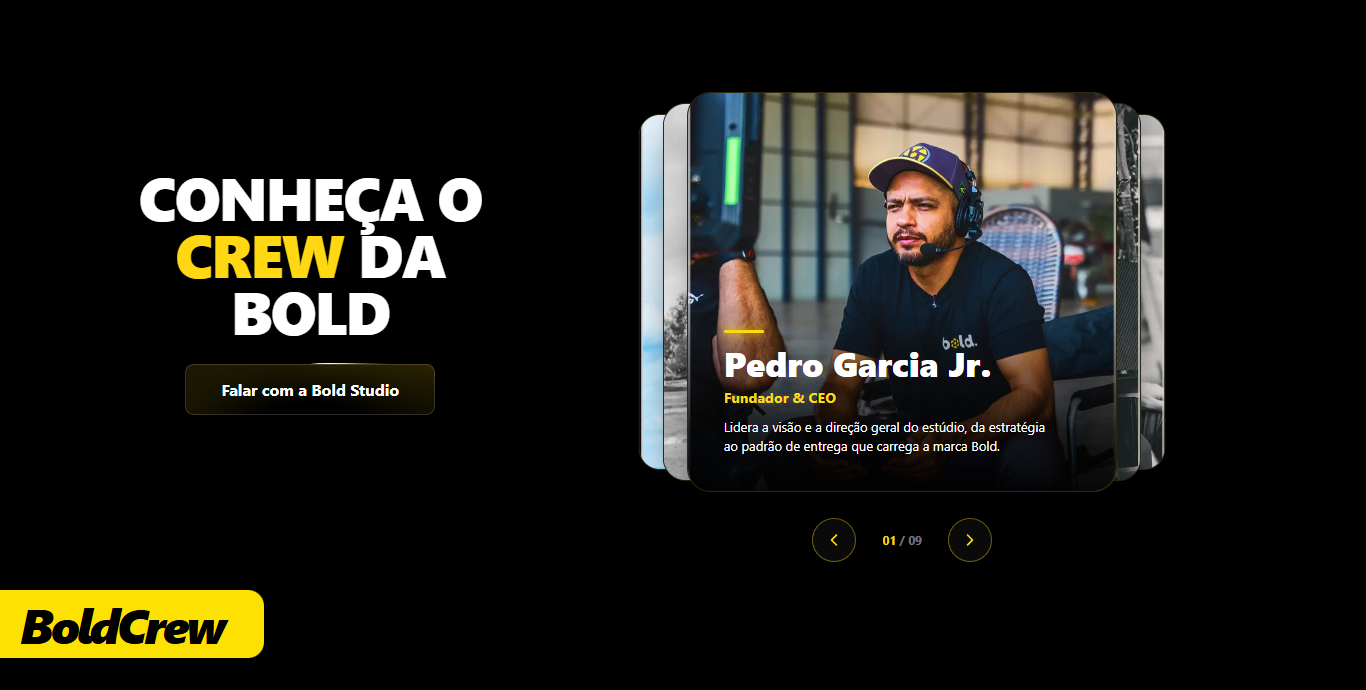 CONHEÇA O
CREW DA
BOLD
Falar com a Bold Studio
bold.
Pedro Garcia Jr.
Fundador & CEO
Lidera a visão e a direção geral do estúdio, da estratégia
ao padrão de entrega que carrega a marca Bold.
01 / 09
BoldCrew